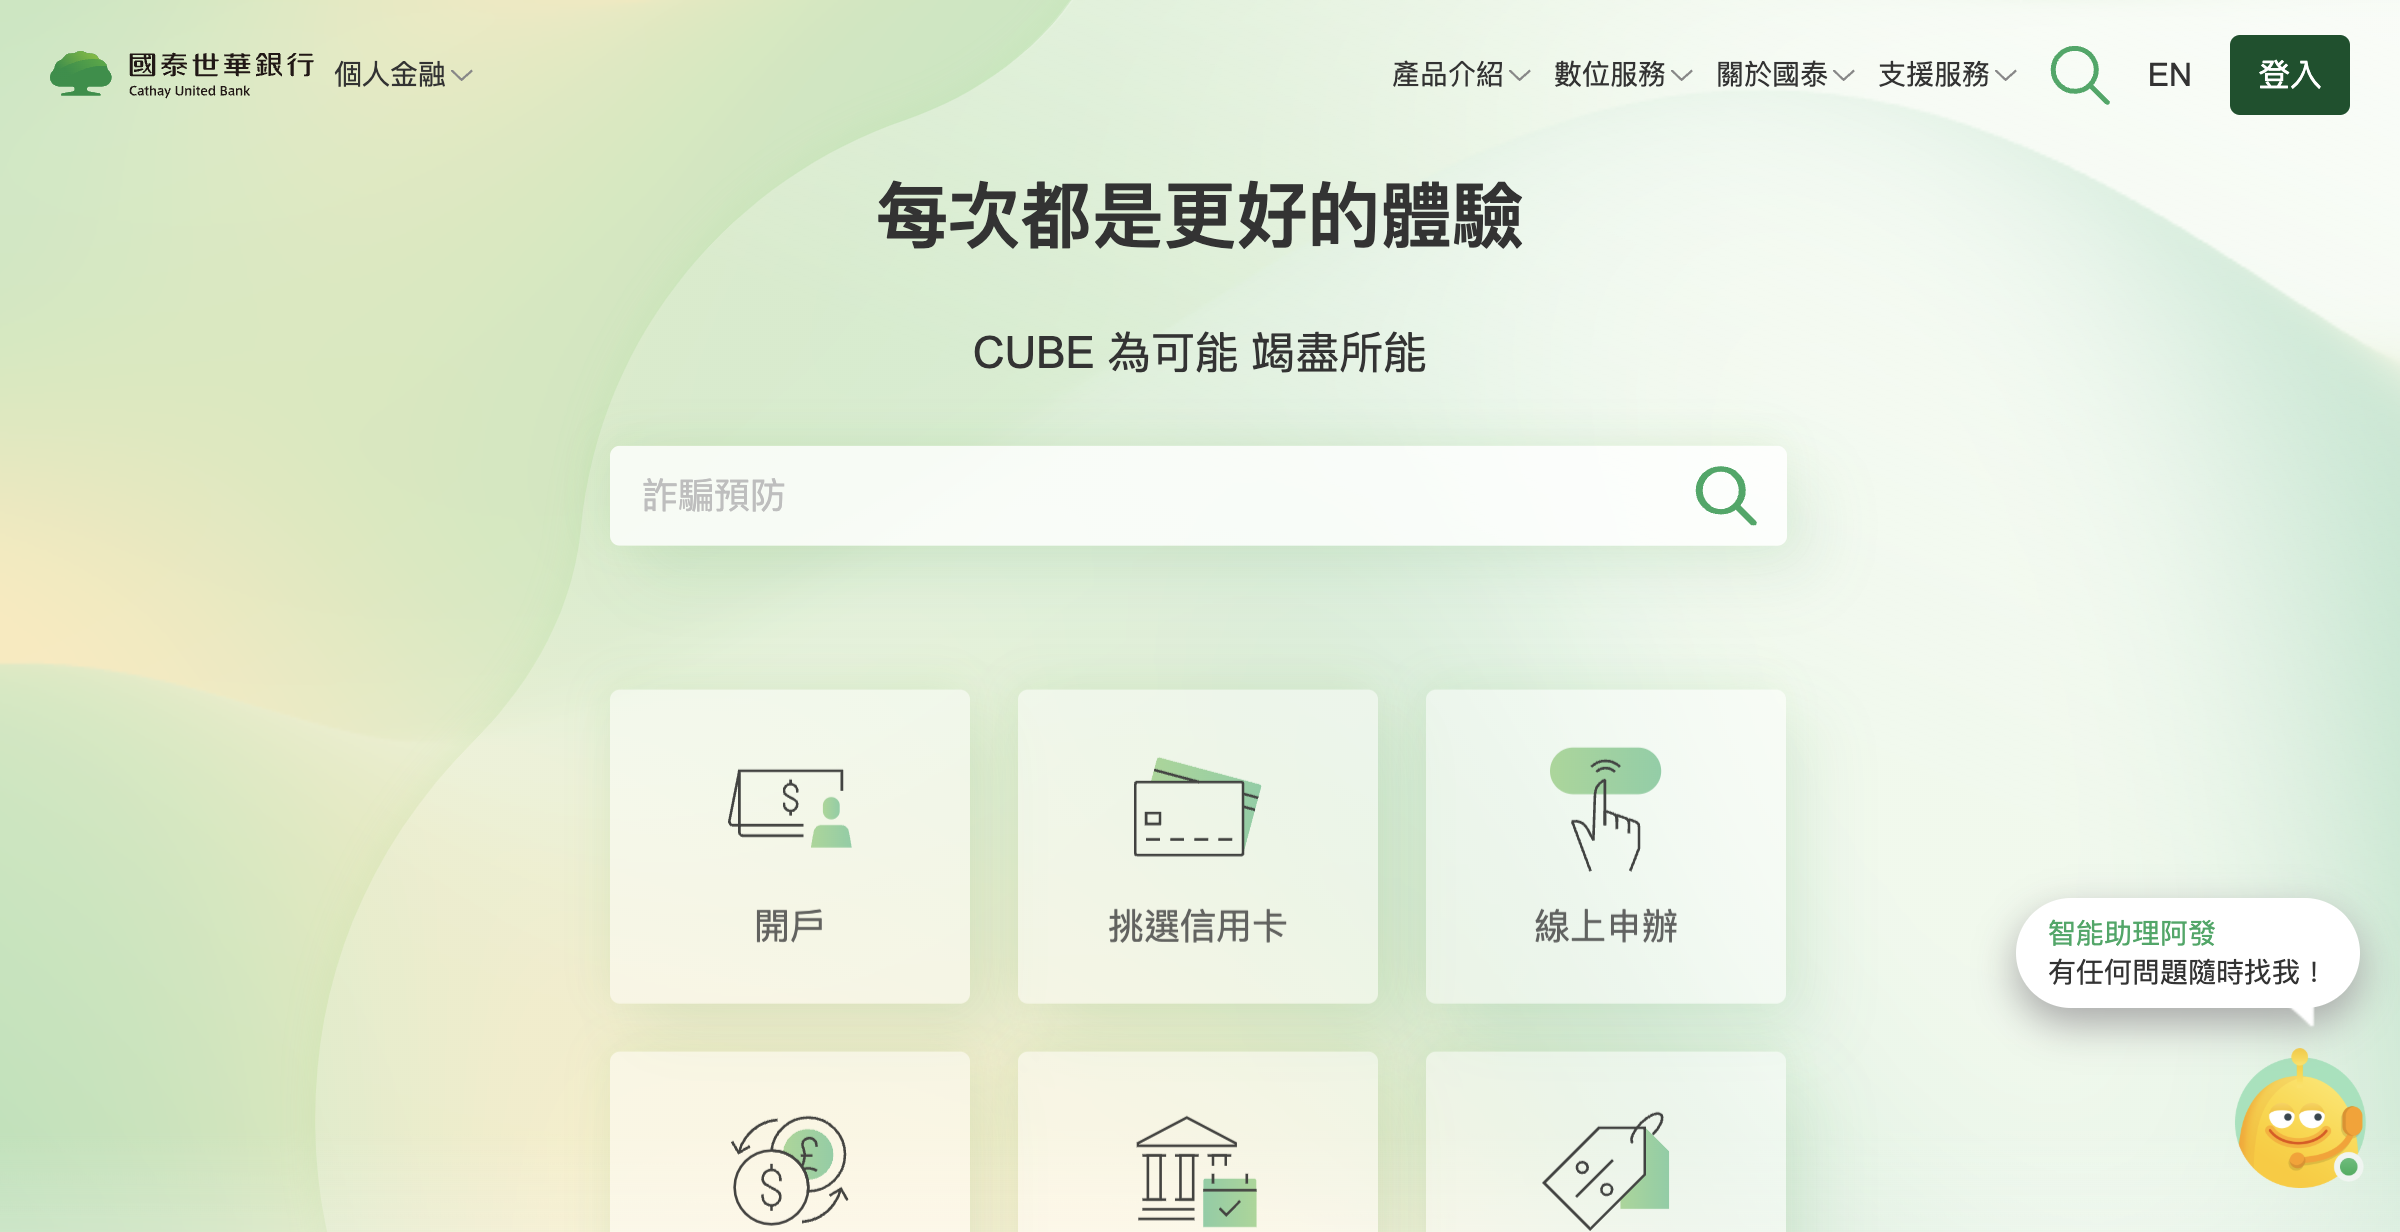 國泰世華銀行
Cathay United Bank
個人金融
產品介紹
數位服務
關於國泰
支援服務
EN
登入
每次都是更好的體驗
CUBE 為可能 竭盡所能
詐騙預防
開戶
挑選信用卡
線上申辦
智能助理阿發
有任何問題隨時找我！